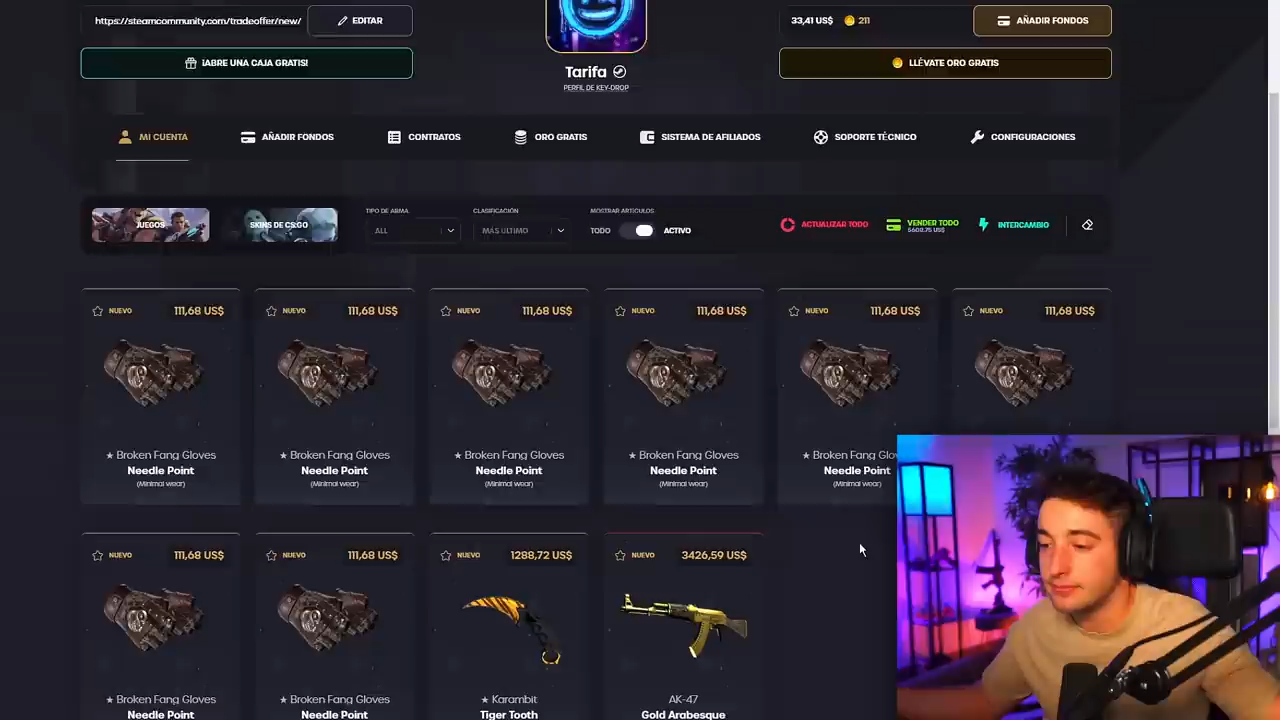 https://steamcommunity.com/tradeoffer/new/
EDITAR
33,41 US$
211
AÑADIR FONDOS
¡ABRE UNA CAJA GRATIS!
LLÉVATE ORO GRATIS
Tarifa
PERFIL DE KEY-DROP
MI CUENTA
AÑADIR FONDOS
CONTRATOS
ORO GRATIS
SISTEMA DE AFILIADOS
SOPORTE TÉCNICO
CONFIGURACIONES
JUEGOS
SKINS DE CS:GO
TIPO DE ARMA
ALL
CLASIFICACIÓN
MÁS ÚLTIMO
MOSTRAR ARTÍCULOS
TODO
ACTIVO
ACTUALIZAR TODO
VENDER TODO
INTERCAMBIO
NUEVO 111,68 US$
NUEVO 111,68 US$
NUEVO 111,68 US$
NUEVO 111,68 US$
NUEVO 111,68 US$
NUEVO 111,68 US$
★ Broken Fang Gloves
Needle Point
(Minimal wear)
★ Broken Fang Gloves
Needle Point
(Minimal wear)
★ Broken Fang Gloves
Needle Point
(Minimal wear)
★ Broken Fang Gloves
Needle Point
(Minimal wear)
★ Broken Fang Glov
Needle Point
(Minimal wear)
NUEVO 111,68 US$
NUEVO 111,68 US$
NUEVO 1288,72 US$
NUEVO 3426,59 US$
★ Broken Fang Gloves
Needle Point
★ Broken Fang Gloves
Needle Point
★ Karambit
Tiger Tooth
AK-47
Gold Arabesque